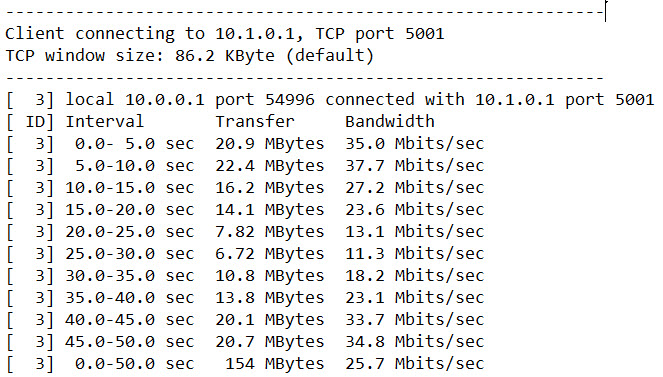 ------------------------------------------------------------
Client connecting to 10.1.0.1, TCP port 5001
TCP window size: 86.2 KByte (default)
------------------------------------------------------------
[  3] local 10.0.0.1 port 54996 connected with 10.1.0.1 port 5001
[ ID] Interval       Transfer     Bandwidth
[  3]  0.0- 5.0 sec  20.9 MBytes  35.0 Mbits/sec
[  3]  5.0-10.0 sec  22.4 MBytes  37.7 Mbits/sec
[  3] 10.0-15.0 sec  16.2 MBytes  27.2 Mbits/sec
[  3] 15.0-20.0 sec  14.1 MBytes  23.6 Mbits/sec
[  3] 20.0-25.0 sec  7.82 MBytes  13.1 Mbits/sec
[  3] 25.0-30.0 sec  6.72 MBytes  11.3 Mbits/sec
[  3] 30.0-35.0 sec  10.8 MBytes  18.2 Mbits/sec
[  3] 35.0-40.0 sec  13.8 MBytes  23.1 Mbits/sec
[  3] 40.0-45.0 sec  20.1 MBytes  33.7 Mbits/sec
[  3] 45.0-50.0 sec  20.7 MBytes  34.8 Mbits/sec
[  3]  0.0-50.0 sec   154 MBytes  25.7 Mbits/sec